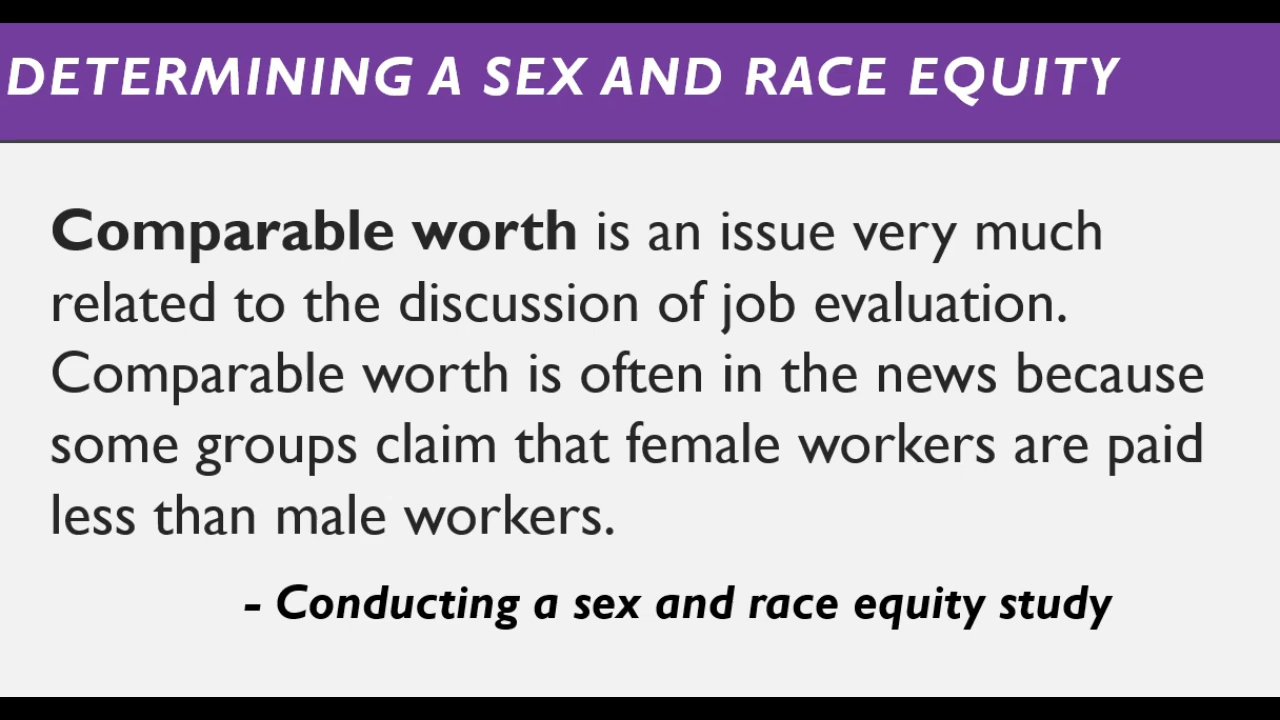 DETERMINING A SEX AND RACE EQUITY
Comparable worth is an issue very much
related to the discussion of job evaluation.
Comparable worth is often in the news because
some groups claim that female workers are paid
less than male workers.
- Conducting a sex and race equity study